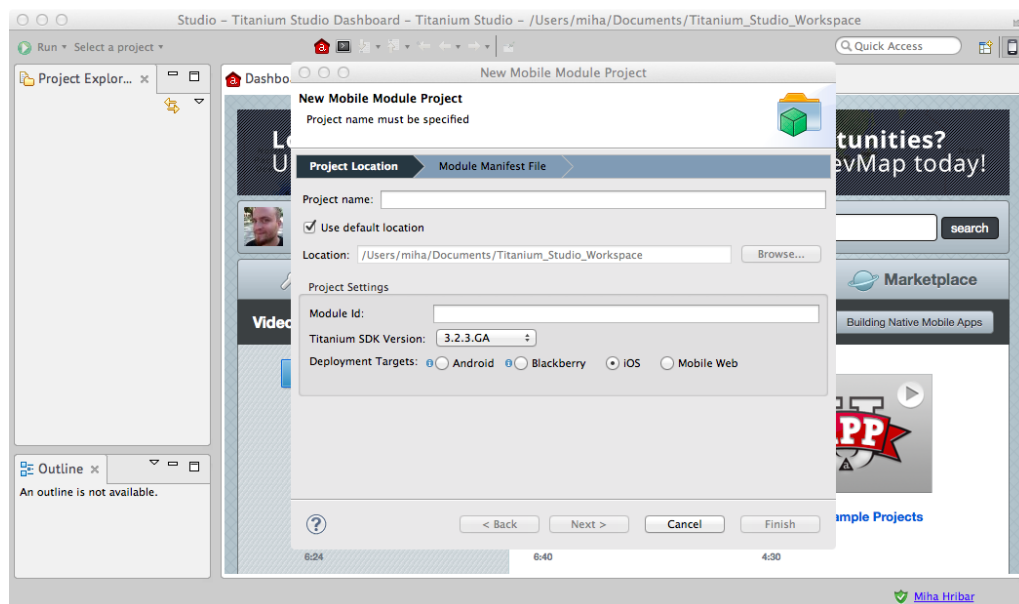 Studio – Titanium Studio Dashboard – Titanium Studio – /Users/miha/Documents/Titanium_Studio_Workspace
Run Select a project
Quick Access
Project Explor...
Dashbo
New Mobile Module Project
New Mobile Module Project
Project name must be specified
Project Location Module Manifest File
Project name:
Use default location
Location: /Users/miha/Documents/Titanium_Studio_Workspace Browse...
Project Settings
Module Id:
Titanium SDK Version: 3.2.3.GA
Deployment Targets: Android Blackberry iOS Mobile Web
< Back Next > Cancel Finish
Lo tunities?
U evMap today!
search
Marketplace
Video Building Native Mobile Apps
APP
ample Projects
6:24 6:40 4:30
Outline
An outline is not available.
Miha Hribar